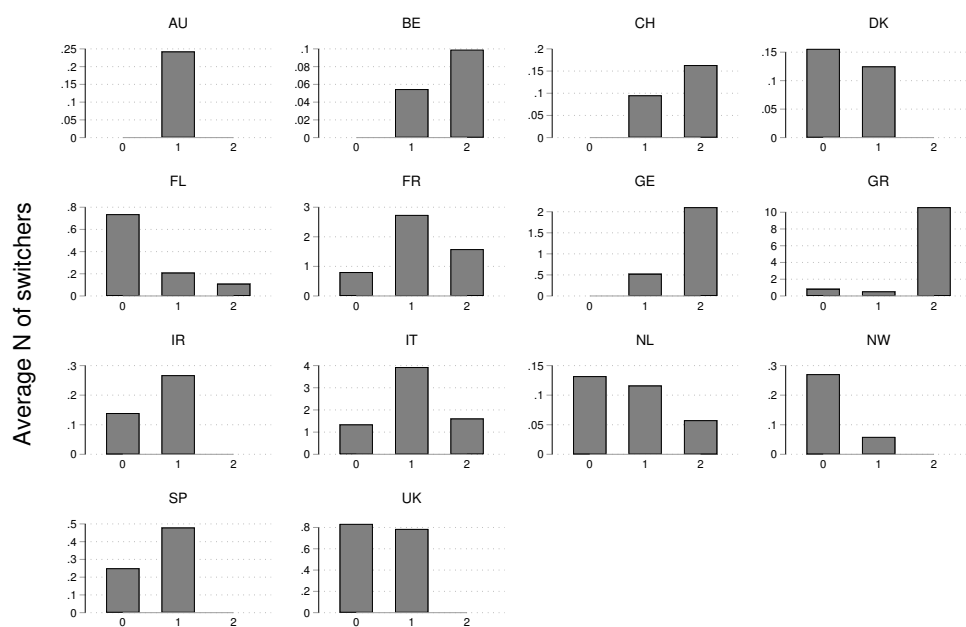 Average N of switchers
AU
.25
.2
.15
.1
.05
0
0 1 2
BE
.1
.08
.06
.04
.02
0
0 1 2
CH
.2
.15
.1
.05
0
0 1 2
DK
.15
.1
.05
0
0 1 2
FL
.8
.6
.4
.2
0
0 1 2
FR
3
2
1
0
0 1 2
GE
2
1.5
1
.5
0
0 1 2
GR
10
8
6
4
2
0
0 1 2
IR
.3
.2
.1
0
0 1 2
IT
4
3
2
1
0
0 1 2
NL
.15
.1
.05
0
0 1 2
NW
.3
.2
.1
0
0 1 2
SP
.5
.4
.3
.2
.1
0
0 1 2
UK
.8
.6
.4
.2
0
0 1 2